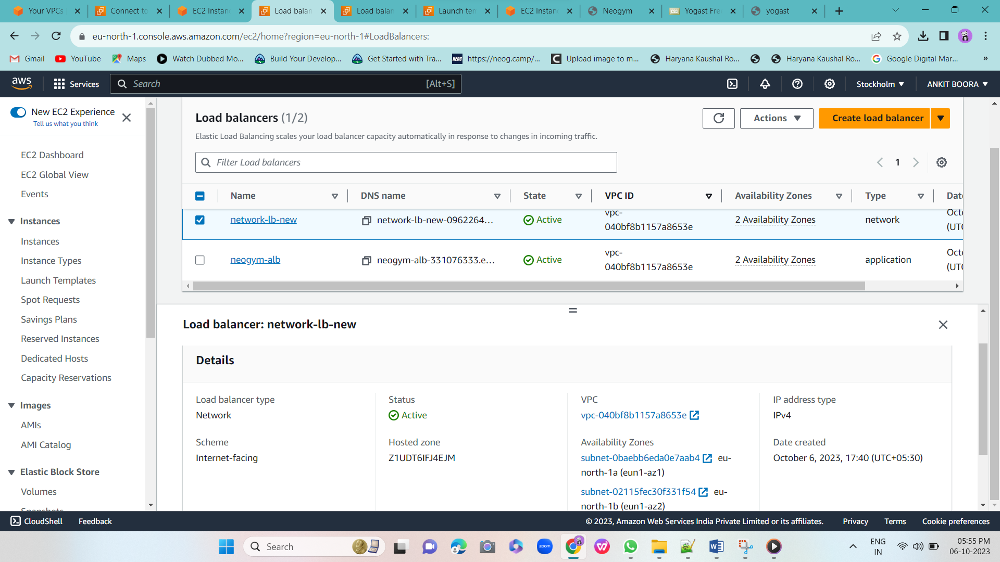 Your VPCs
Connect to
EC2 Instan
Load balan
Load balan
Launch tem
EC2 Instan
Neogym
Yogast Free
yogast
eu-north-1.console.aws.amazon.com/ec2/home?region=eu-north-1#LoadBalancers:
Gmail
YouTube
Maps
Watch Dubbed Mo...
Build Your Develop...
Get Started with Tra...
NEOG
https://neog.camp/...
Upload image to m...
Haryana Kaushal Ro...
Haryana Kaushal Ro...
Google Digital Mar...
»
aws
Services
Search
[Alt+S]
Stockholm
ANKIT BOORA
New EC2 Experience
Tell us what you think
EC2 Dashboard
EC2 Global View
Events
Instances
Instances
Instance Types
Launch Templates
Spot Requests
Savings Plans
Reserved Instances
Dedicated Hosts
Capacity Reservations
Images
AMIs
AMI Catalog
Elastic Block Store
Volumes
Snapshots
Load balancers (1/2)
Actions
Create load balancer
Elastic Load Balancing scales your load balancer capacity automatically in response to changes in incoming traffic.
Filter Load balancers
1
Name DNS name State VPC ID Availability Zones Type Date
network-lb-new network-lb-new-0962264... Active vpc-040bf8b1157a8653e 2 Availability Zones network Octo (UTC
neogym-alb neogym-alb-331076333.e... Active vpc-040bf8b1157a8653e 2 Availability Zones application Octo (UTC
Load balancer: network-lb-new
Details
Load balancer type
Network
Status
Active
VPC
vpc-040bf8b1157a8653e
IP address type
IPv4
Scheme
Internet-facing
Hosted zone
Z1UDT6IFJ4EJM
Availability Zones
subnet-0baebb6eda0e7aab4 eu-
north-1a (eun1-az1)
subnet-02115fec30f331f54 eu-
north-1b (eun1-az2)
Date created
October 6, 2023, 17:40 (UTC+05:30)
CloudShell
Feedback
© 2023, Amazon Web Services India Private Limited or its affiliates.
Privacy
Terms
Cookie preferences
Search
zoom
ENG
IN
05:55 PM
06-10-2023